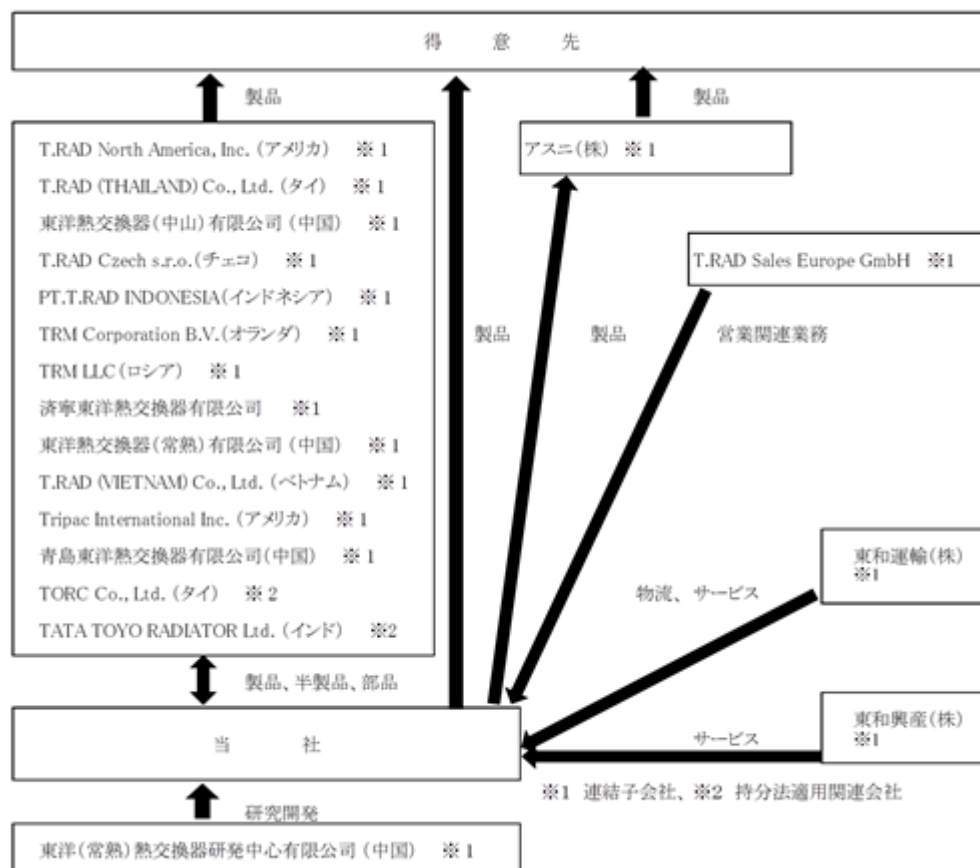 得 意 先
製品
製品
T.RAD North America, Inc. (アメリカ) ※ 1
T.RAD (THAILAND) Co., Ltd. (タイ) ※ 1
東洋熱交換器(中山)有限公司 (中国) ※ 1
T.RAD Czech s.r.o.(チェコ) ※ 1
PT.T.RAD INDONESIA(インドネシア) ※ 1
TRM Corporation B.V.(オランダ) ※ 1
TRM LLC(ロシア) ※ 1
済寧東洋熱交換器有限公司 ※1
東洋熱交換器(常熟)有限公司 (中国) ※ 1
T.RAD (VIETNAM) Co., Ltd. (ベトナム) ※ 1
Tripac International Inc. (アメリカ) ※ 1
青島東洋熱交換器有限公司(中国) ※ 1
TORC Co., Ltd. (タイ) ※ 2
TATA TOYO RADIATOR Ltd. (インド) ※2
アスニ(株) ※ 1
T.RAD Sales Europe GmbH ※1
製品
製品
営業関連業務
東和運輸(株)
※1
物流、サービス
製品、半製品、部品
東和興産(株)
※1
サービス
当 社
※1 連結子会社、※2 持分法適用関連会社
研究開発
東洋(常熟)熱交換器研発中心有限公司 (中国) ※ 1